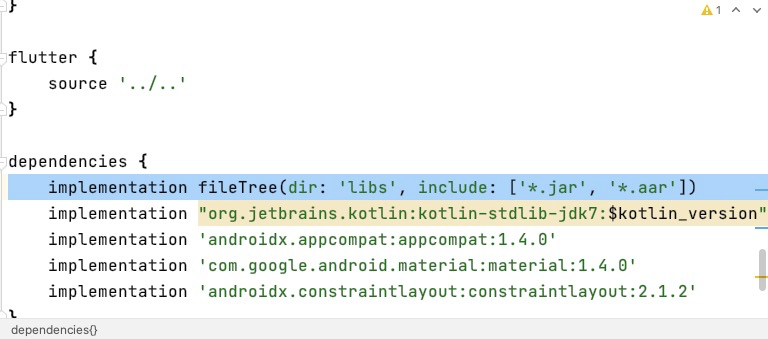 }
1
flutter {
    source '../..'
}
dependencies {
    implementation fileTree(dir: 'libs', include: ['*.jar', '*.aar'])
    implementation "org.jetbrains.kotlin:kotlin-stdlib-jdk7:$kotlin_version"
    implementation 'androidx.appcompat:appcompat:1.4.0'
    implementation 'com.google.android.material:material:1.4.0'
    implementation 'androidx.constraintlayout:constraintlayout:2.1.2'
}
dependencies{}